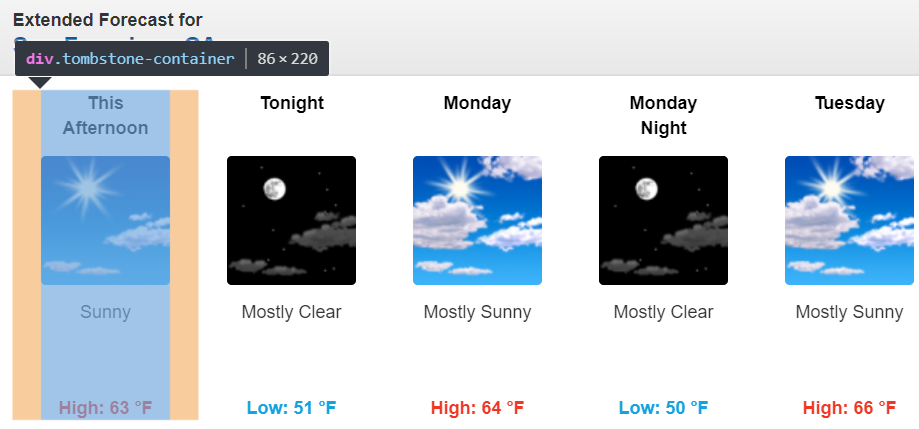 Extended Forecast for
div.tombstone-container 86 × 220
This
Afternoon
Tonight
Monday
Monday
Night
Tuesday
Sunny
Mostly Clear
Mostly Sunny
Mostly Clear
Mostly Sunny
High: 63 °F
Low: 51 °F
High: 64 °F
Low: 50 °F
High: 66 °F